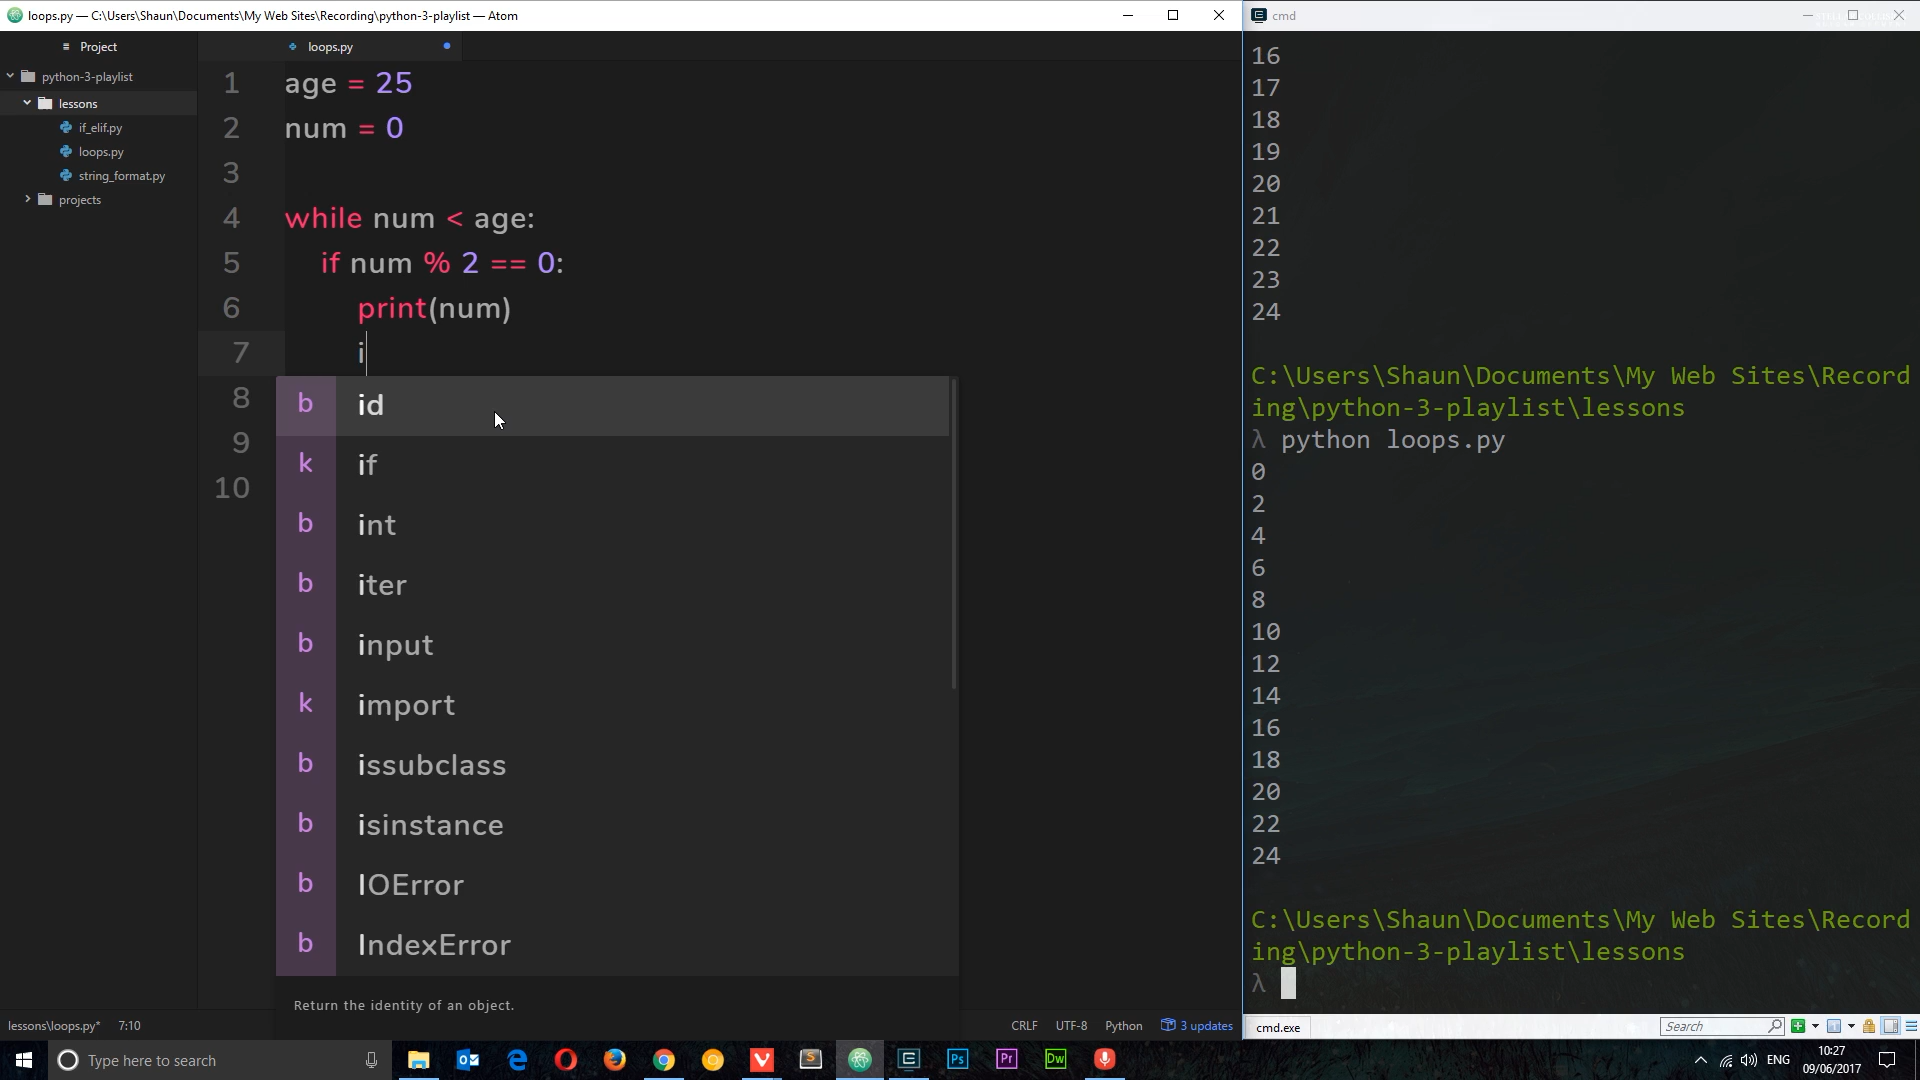 loops.py — C:\Users\Shaun\Documents\My Web Sites\Recording\python-3-playlist — Atom
Project
python-3-playlist
lessons
if_elif.py
loops.py
string_format.py
projects
loops.py
1 age = 25
2 num = 0
3
4 while num < age:
5 if num % 2 == 0:
6 print(num)
7 i
8
9
10
b id
k if
b int
b iter
b input
k import
b issubclass
b isinstance
b IOError
b IndexError
Return the identity of an object.
lessons\loops.py* 7:10
CRLF UTF-8 Python 3 updates
cmd
16
17
18
19
20
21
22
23
24
C:\Users\Shaun\Documents\My Web Sites\Record
ing\python-3-playlist\lessons
λ python loops.py
0
2
4
6
8
10
12
14
16
18
20
22
24
C:\Users\Shaun\Documents\My Web Sites\Record
ing\python-3-playlist\lessons
λ
cmd.exe
Search
Type here to search
S
Ps
Pr
Dw
ENG
10:27
09/06/2017